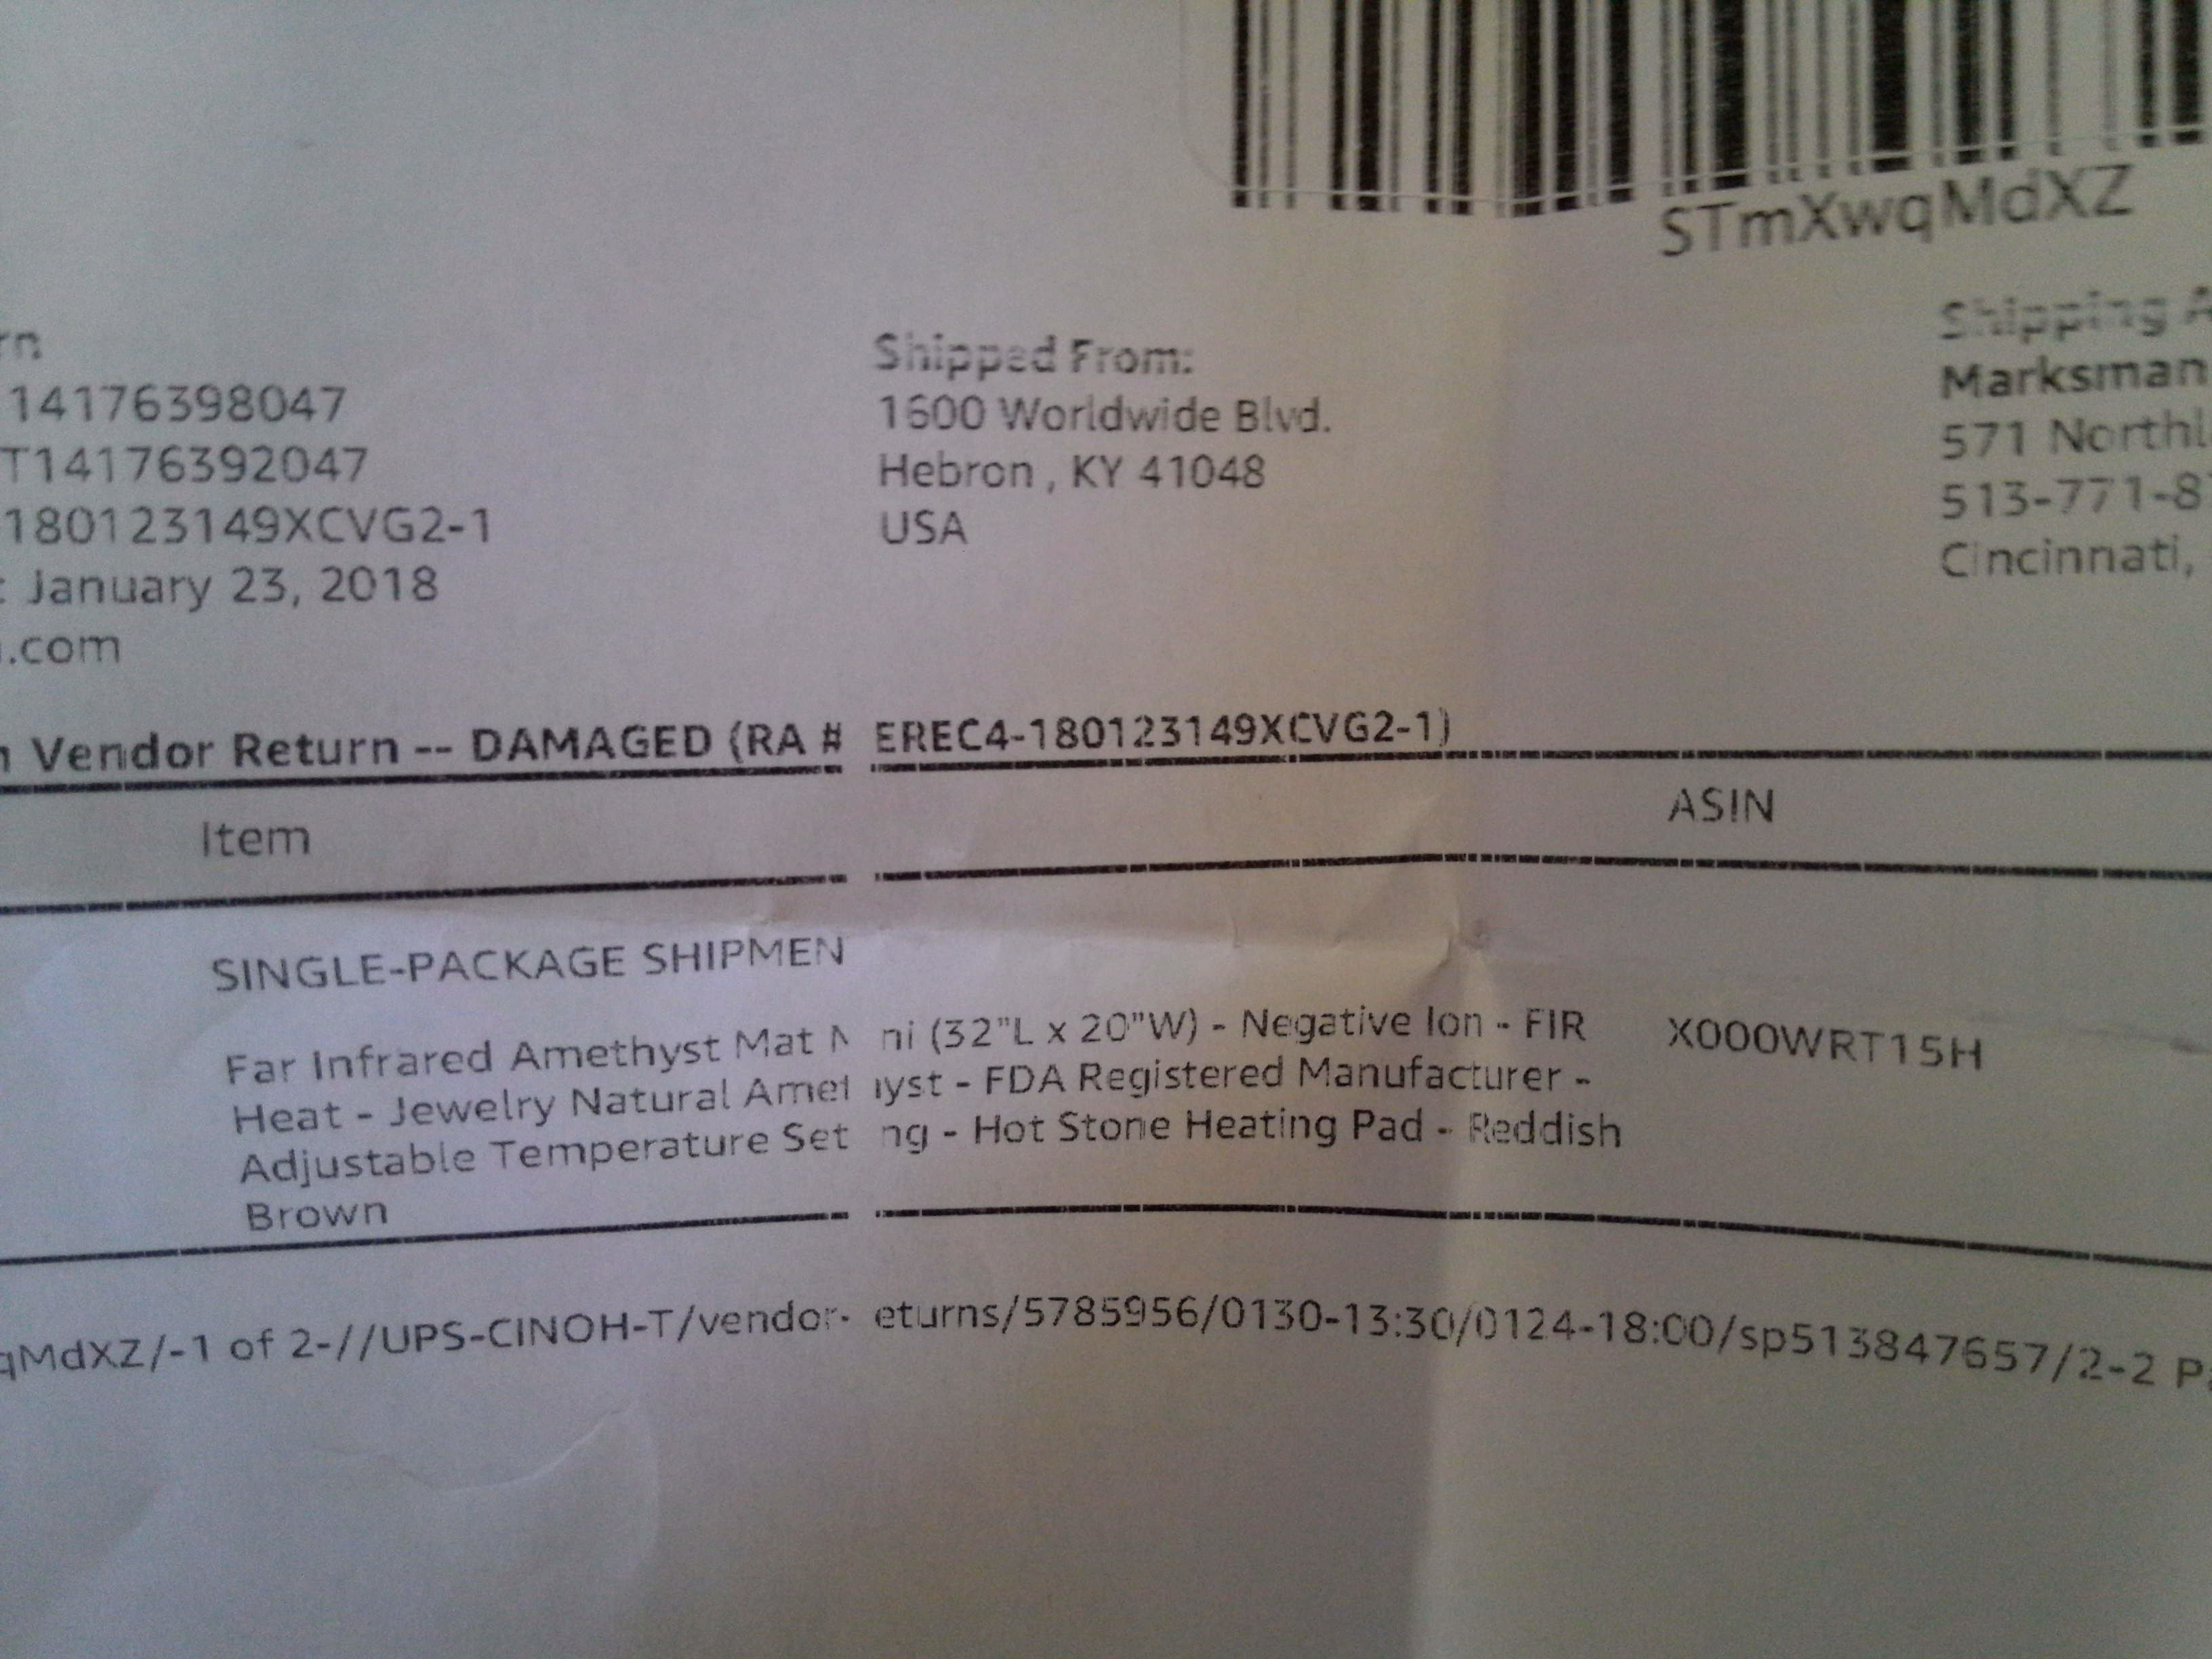 STmXwqMdXZ
rn
14176398047
T14176392047
180123149XCVG2-1
: January 23, 2018
.com
Shipped From:
1600 Worldwide Blvd.
Hebron , KY 41048
USA
Shipping A
Marksman
571 Northl
513-771-8
Cincinnati,
Vendor Return -- DAMAGED (RA # EREC4-180123149XCVG2-1)
Item ASIN
SINGLE-PACKAGE SHIPMEN
Far Infrared Amethyst Mat M ni (32"L x 20"W) - Negative Ion - FIR X000WRT15H
Heat - Jewelry Natural Amet yst - FDA Registered Manufacturer -
Adjustable Temperature Set ng - Hot Stone Heating Pad - Reddish
Brown
qMdXZ/-1 of 2-//UPS-CINOH-T/vendor- eturns/5785956/0130-13:30/0124-18:00/sp513847657/2-2 P